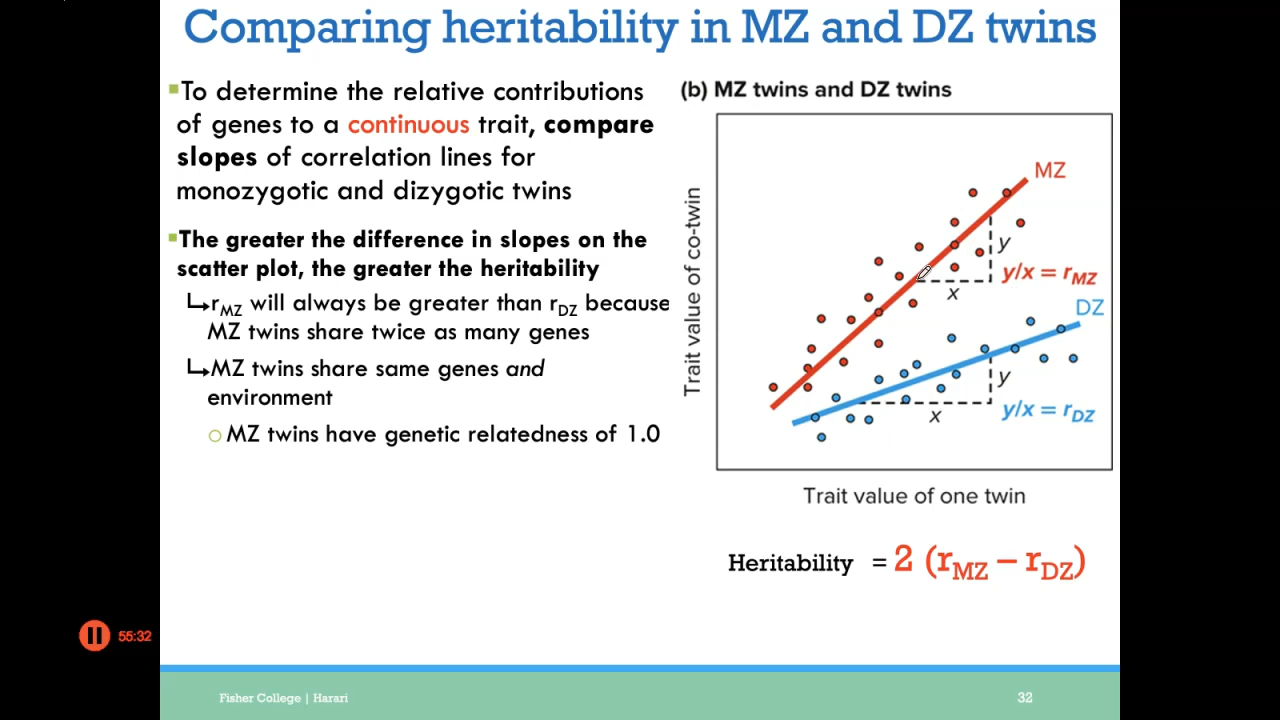 Comparing heritability in MZ and DZ twins
▪To determine the relative contributions
of genes to a continuous trait, compare
slopes of correlation lines for
monozygotic and dizygotic twins
▪The greater the difference in slopes on the
scatter plot, the greater the heritability
↳rMZ will always be greater than rDZ because
MZ twins share twice as many genes
↳MZ twins share same genes and
environment
○MZ twins have genetic relatedness of 1.0
(b) MZ twins and DZ twins
Trait value of co-twin
MZ
y
x
y/x = rMZ
DZ
y
x
y/x = rDZ
Trait value of one twin
Heritability = 2 (rMZ – rDZ)
55:32
Fisher College | Harari
32